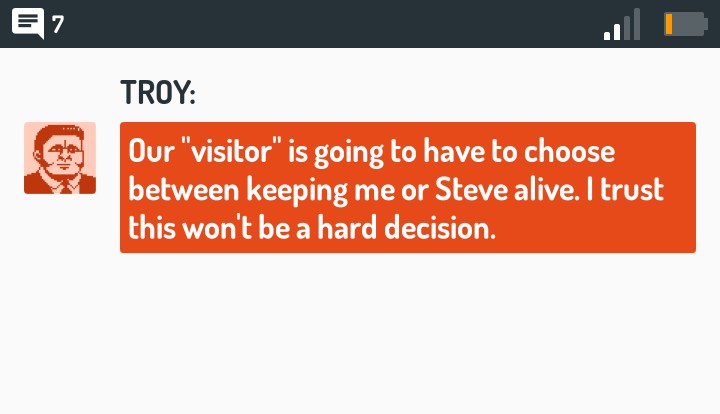 7
TROY:
Our "visitor" is going to have to choose
between keeping me or Steve alive. I trust
this won't be a hard decision.